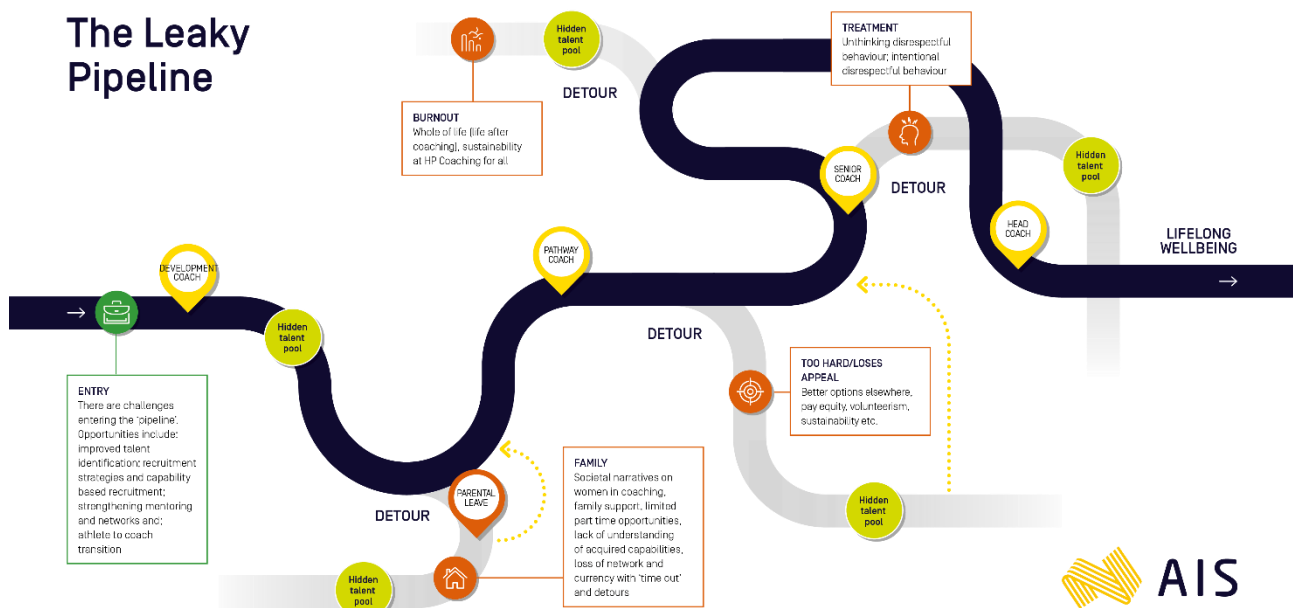 The Leaky
Pipeline
Hidden
talent
pool
DETOUR
BURNOUT
Whole of life (life after
coaching), sustainability
at HP Coaching for all
TREATMENT
Unthinking disrespectful
behaviour; intentional
disrespectful behaviour
SENIOR
COACH
DETOUR
Hidden
talent
pool
HEAD
COACH
LIFELONG
WELLBEING
DEVELOPMENT
COACH
PATHWAY
COACH
Hidden
talent
pool
DETOUR
ENTRY
There are challenges
entering the 'pipeline'.
Opportunities include:
improved talent
identification; recruitment
strategies and capability
based recruitment;
strengthening mentoring
and networks and;
athlete to coach
transition
TOO HARD/LOSES
APPEAL
Better options elsewhere,
pay equity, volunteerism,
sustainability etc.
PARENTAL
LEAVE
DETOUR
FAMILY
Societal narratives on
women in coaching,
family support, limited
part time opportunities,
lack of understanding
of acquired capabilities,
loss of network and
currency with 'time out'
and detours
Hidden
talent
pool
Hidden
talent
pool
AIS